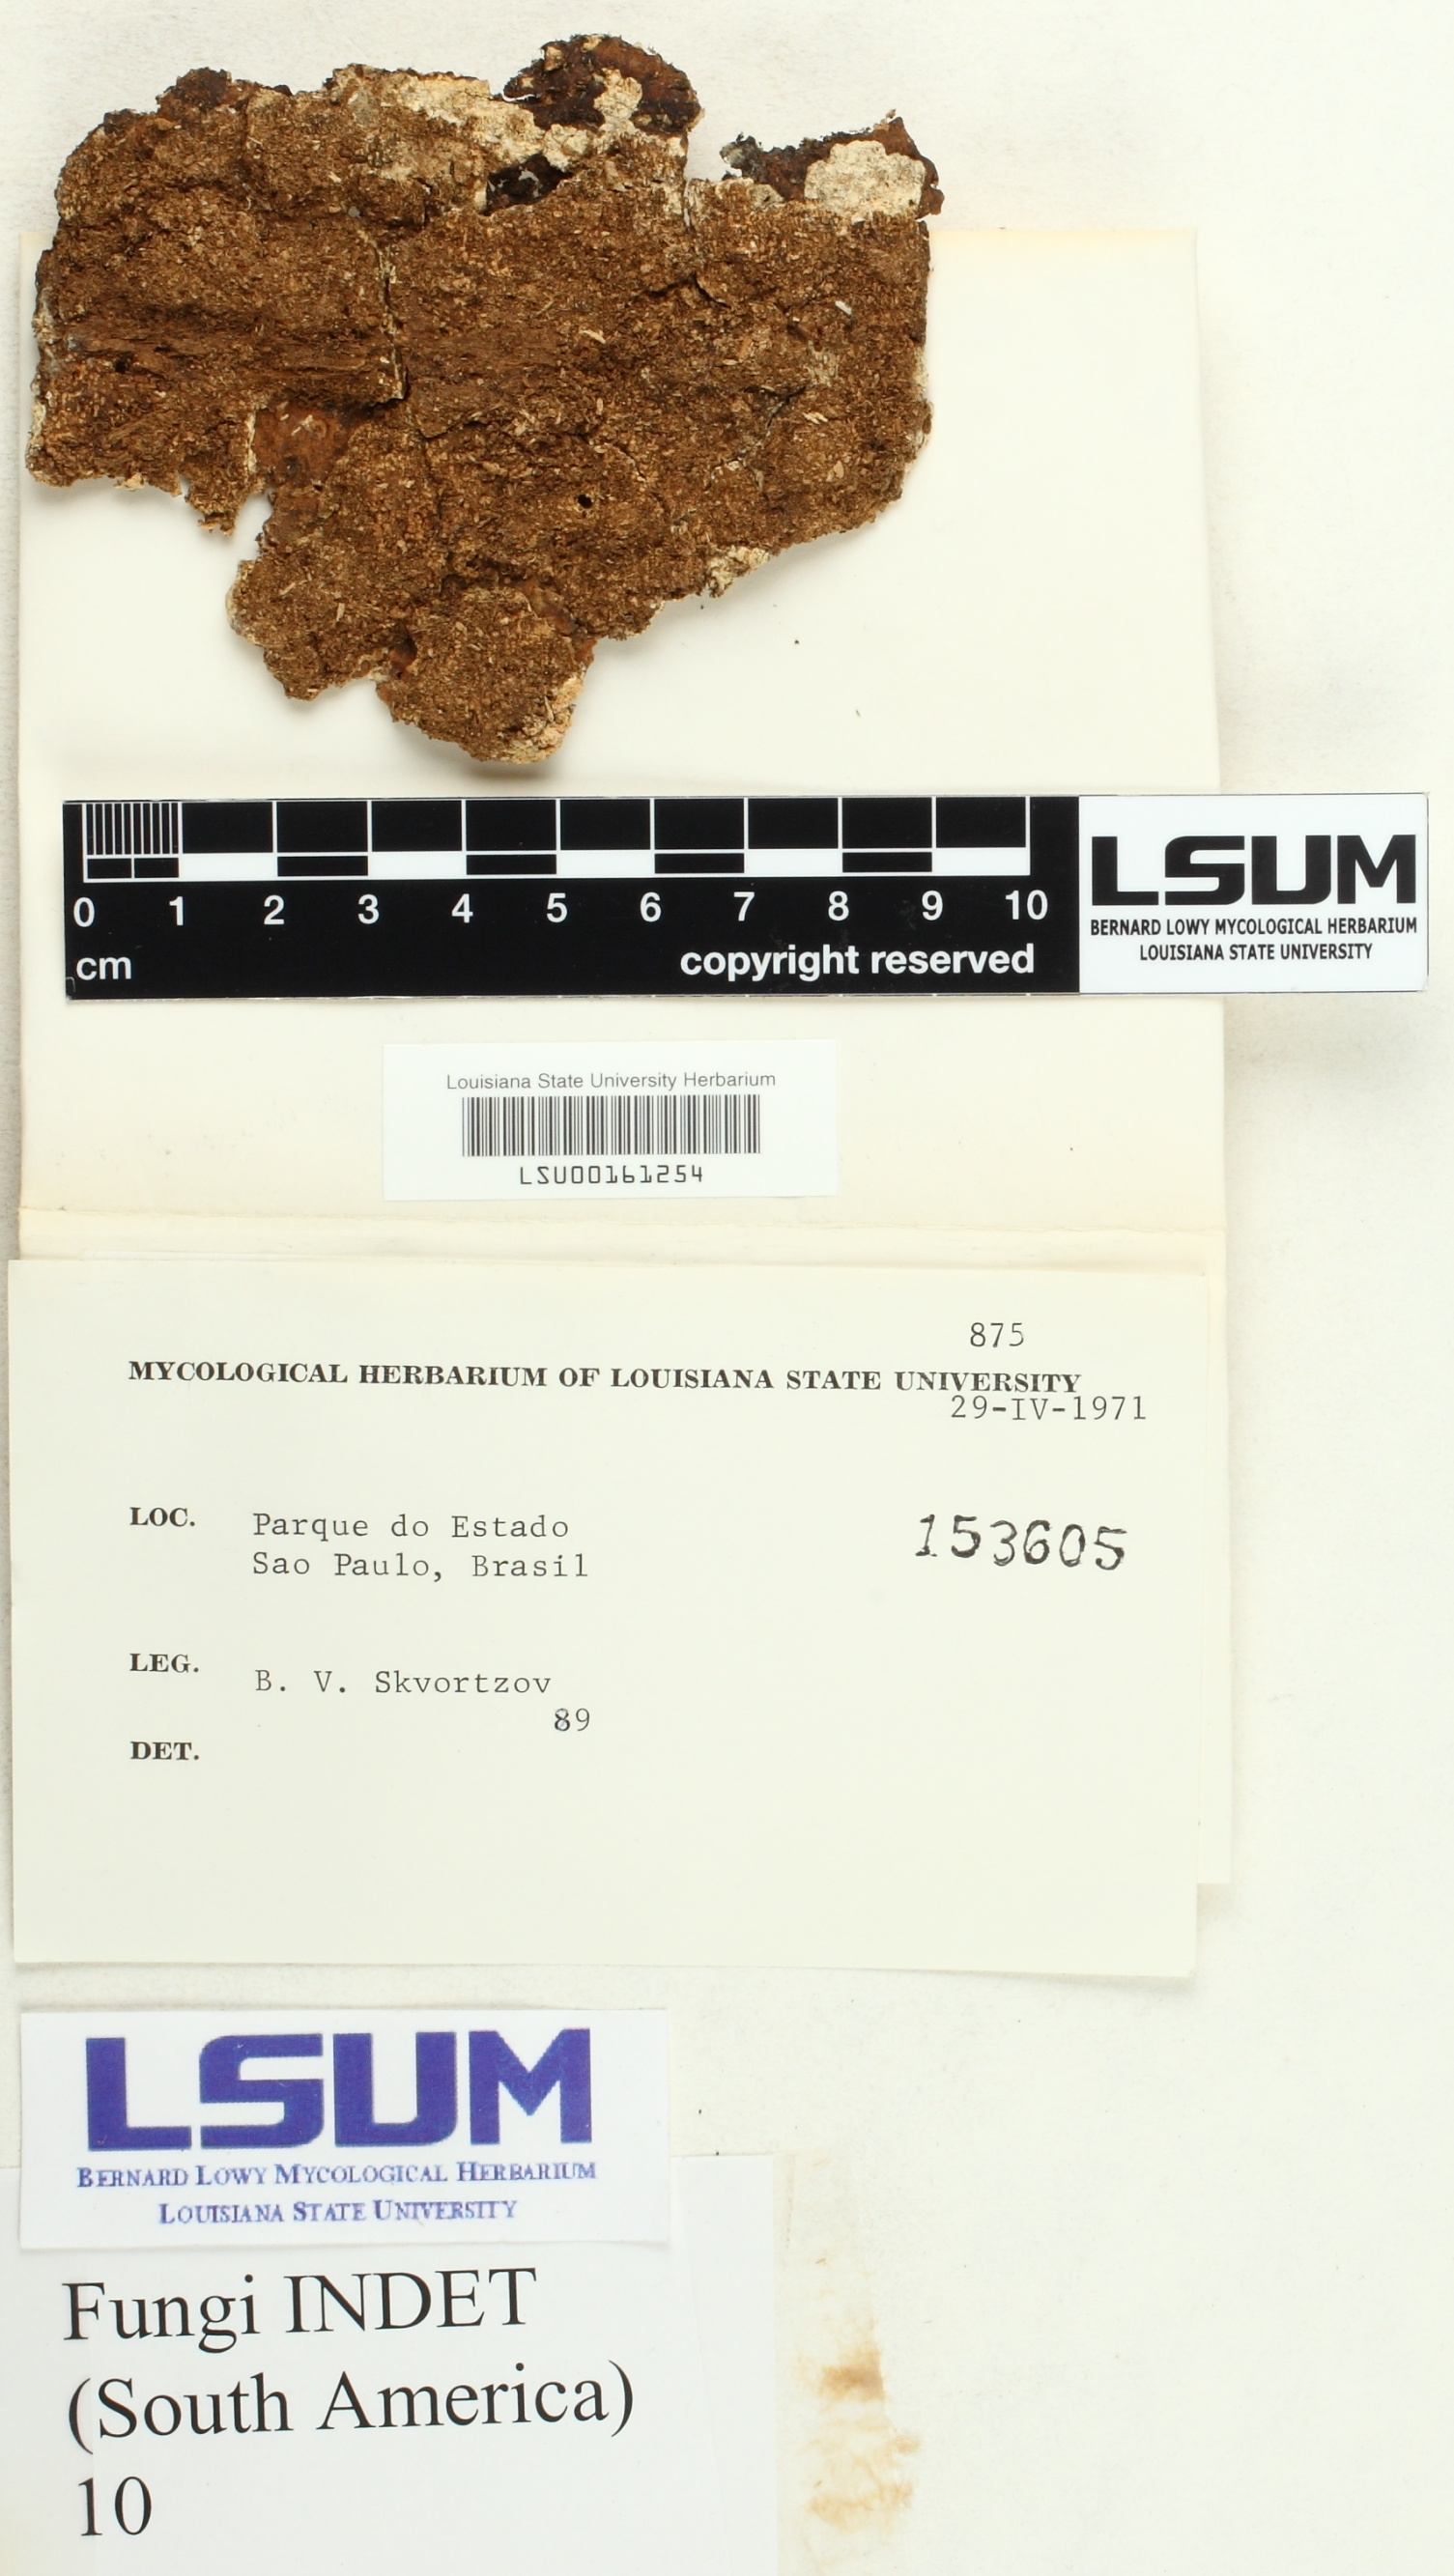 0 1 2 3 4 5 6 7 8 9 10
cm copyright reserved
LSUM
BERNARD LOWY MYCOLOGICAL HERBARIUM
LOUISIANA STATE UNIVERSITY
Louisiana State University Herbarium
LSU00161254
875
MYCOLOGICAL HERBARIUM OF LOUISIANA STATE UNIVERSITY
29-IV-1971
LOC. Parque do Estado
Sao Paulo, Brasil
153605
LEG. B. V. Skvortzov
89
DET.
LSUM
BERNARD LOWY MYCOLOGICAL HERBARIUM
LOUISIANA STATE UNIVERSITY
Fungi INDET
(South America)
10